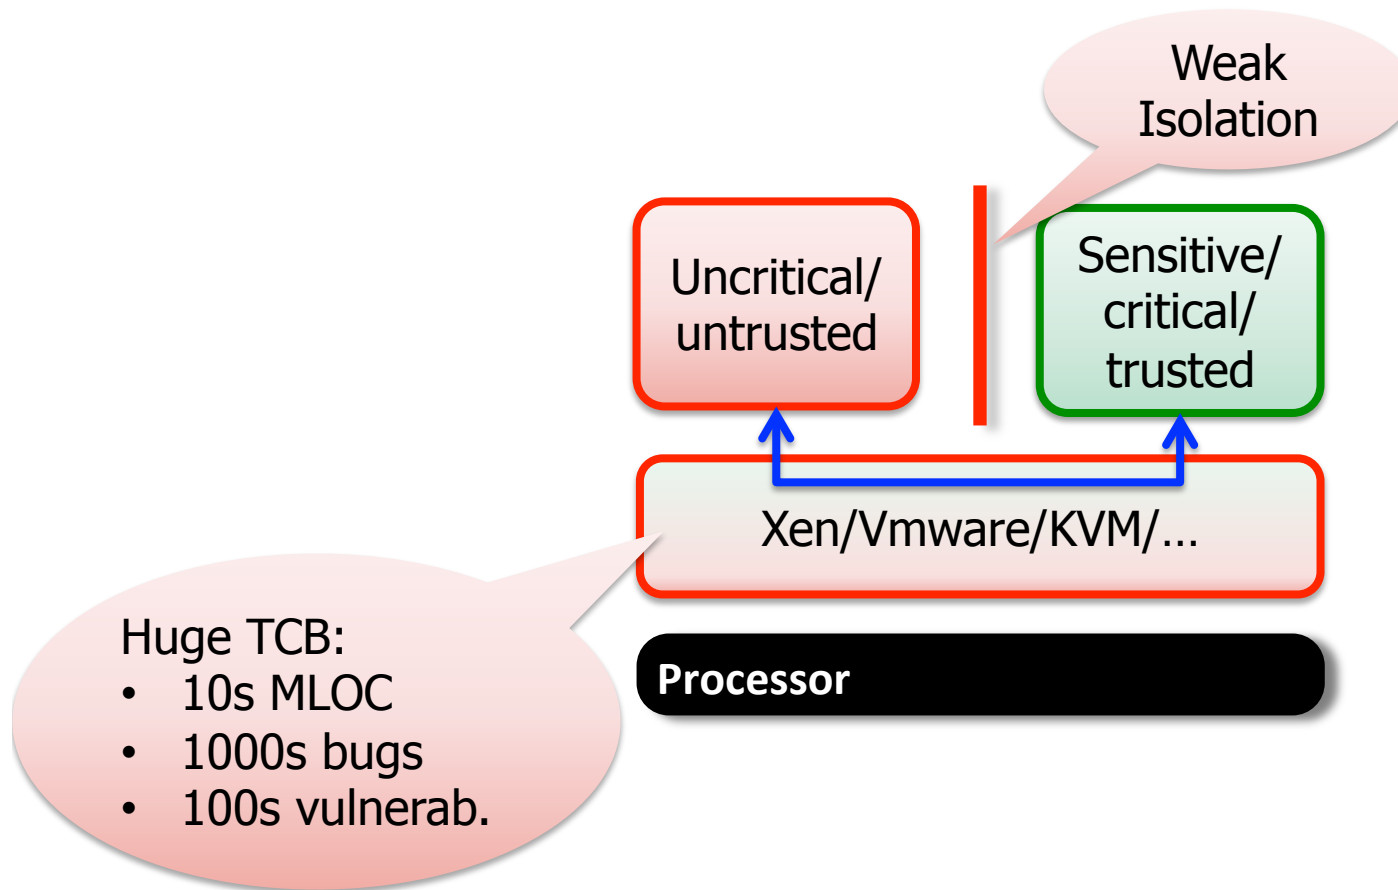 Weak
Isolation
Uncritical/
untrusted
Sensitive/
critical/
trusted
Xen/Vmware/KVM/...
Huge TCB:
• 10s MLOC
• 1000s bugs
• 100s vulnerab.
Processor